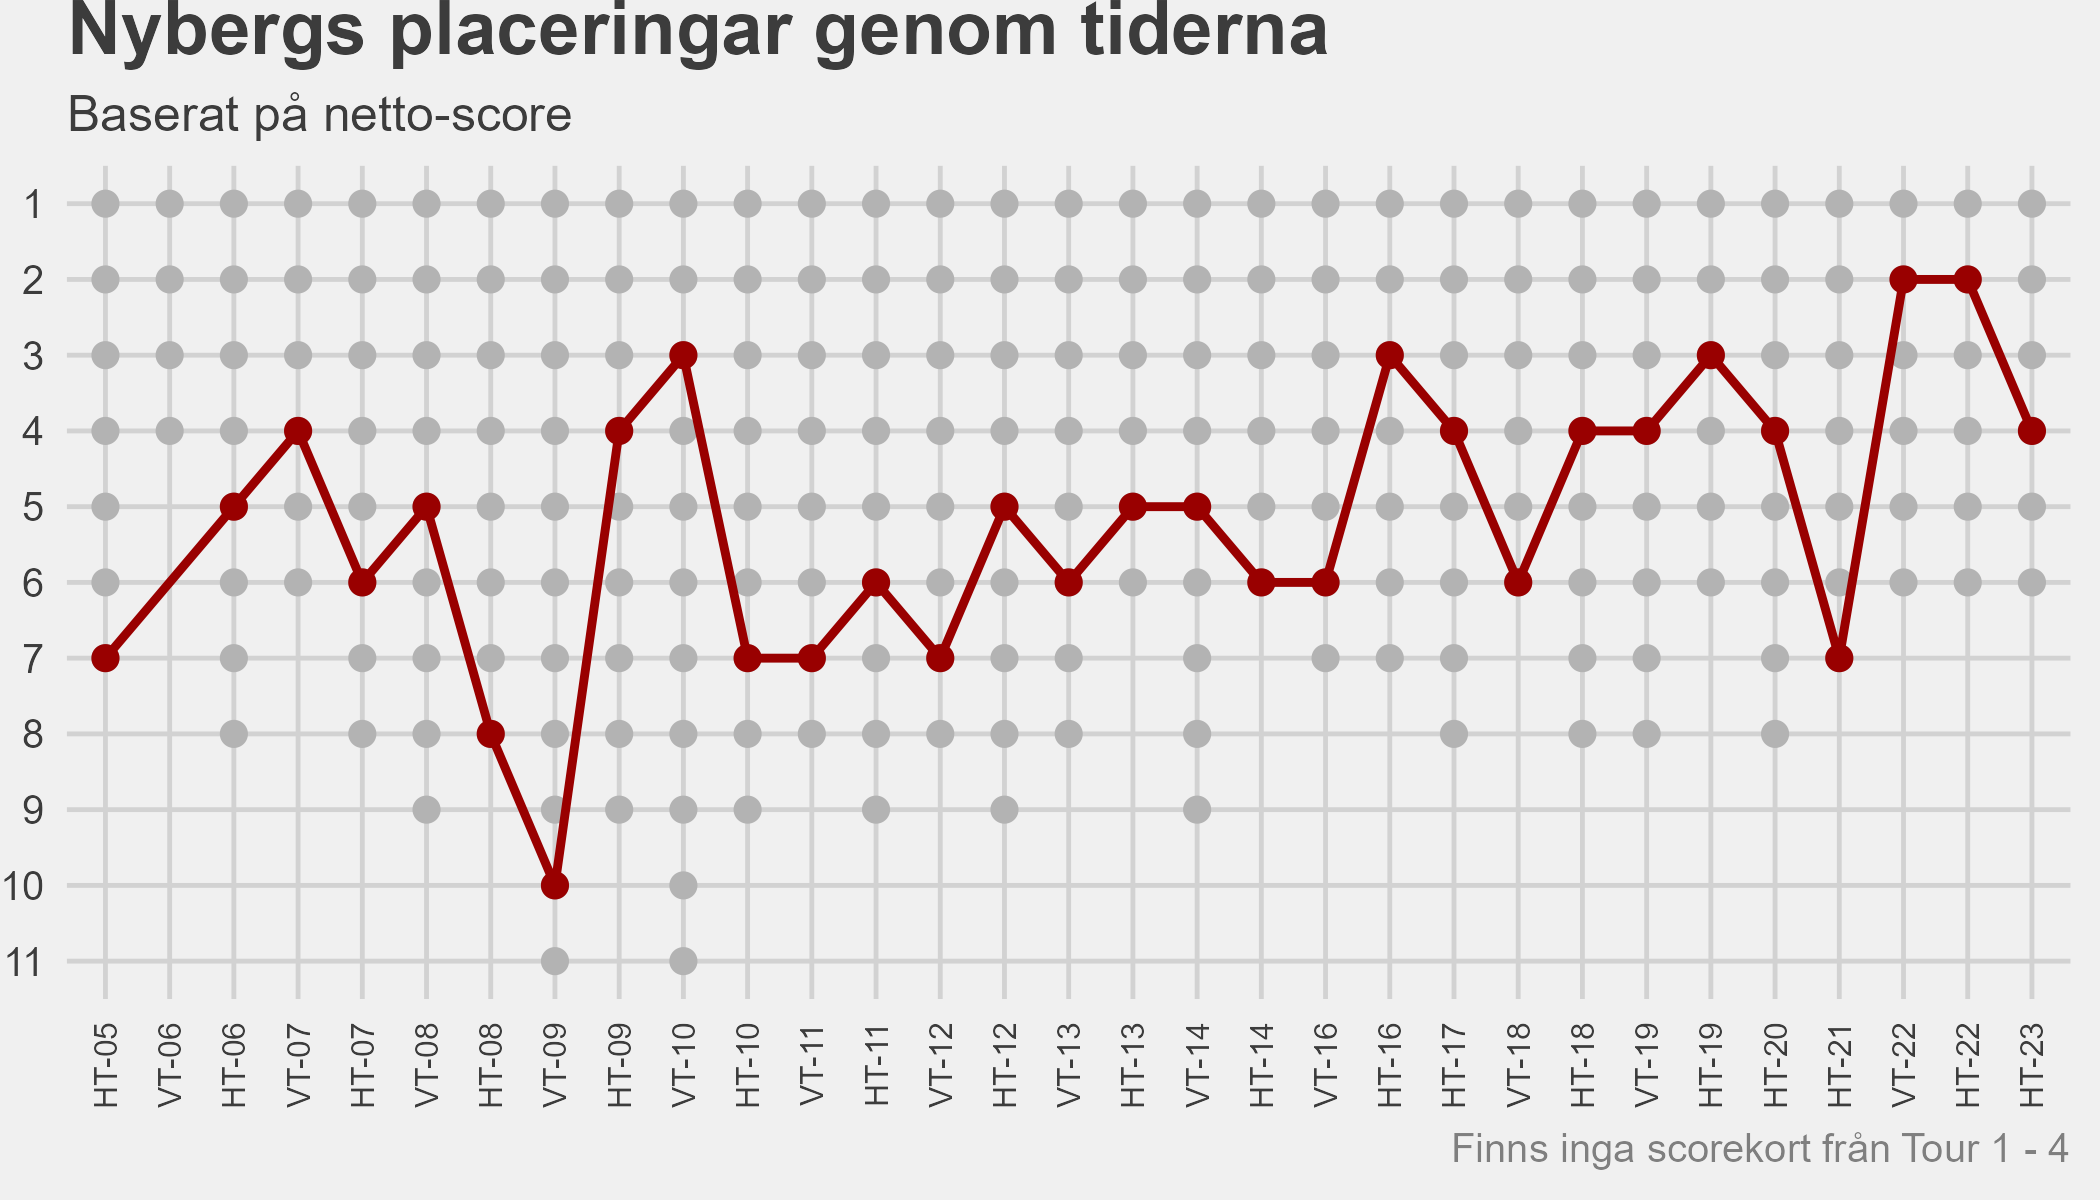 Nybergs placeringar genom tiderna
Baserat på netto-score
1
2
3
4
5
6
7
8
9
10
11
HT-05
VT-06
HT-06
VT-07
HT-07
VT-08
HT-08
VT-09
HT-09
VT-10
HT-10
VT-11
HT-11
VT-12
HT-12
VT-13
HT-13
VT-14
HT-14
VT-16
HT-16
HT-17
VT-18
HT-18
VT-19
HT-19
HT-20
HT-21
VT-22
HT-22
HT-23
Finns inga scorekort från Tour 1 - 4